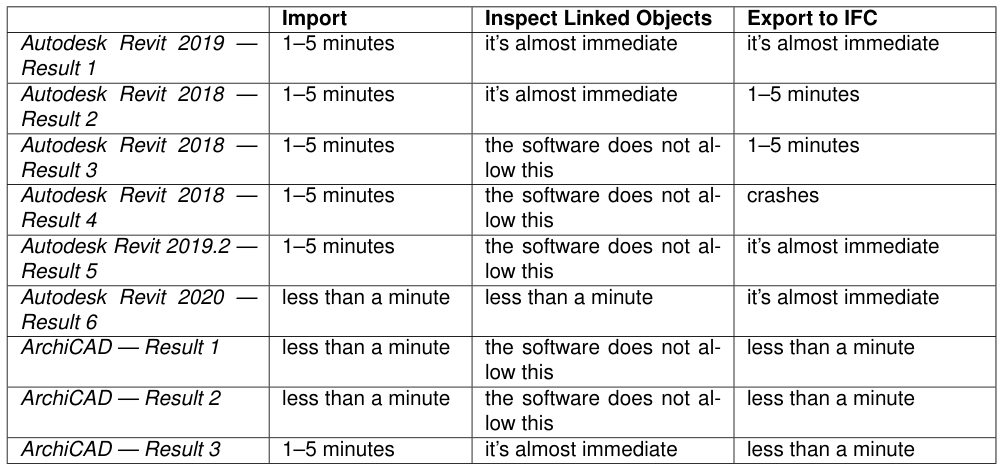 Import Inspect Linked Objects Export to IFC
Autodesk Revit 2019 — 1–5 minutes it's almost immediate it's almost immediate
Result 1
Autodesk Revit 2018 — 1–5 minutes it's almost immediate 1–5 minutes
Result 2
Autodesk Revit 2018 — 1–5 minutes the software does not al- 1–5 minutes
Result 3 low this
Autodesk Revit 2018 — 1–5 minutes the software does not al- crashes
Result 4 low this
Autodesk Revit 2019.2 — 1–5 minutes the software does not al- it's almost immediate
Result 5 low this
Autodesk Revit 2020 — less than a minute less than a minute it's almost immediate
Result 6
ArchiCAD — Result 1 less than a minute the software does not al- less than a minute
low this
ArchiCAD — Result 2 less than a minute the software does not al- less than a minute
low this
ArchiCAD — Result 3 1–5 minutes it's almost immediate less than a minute